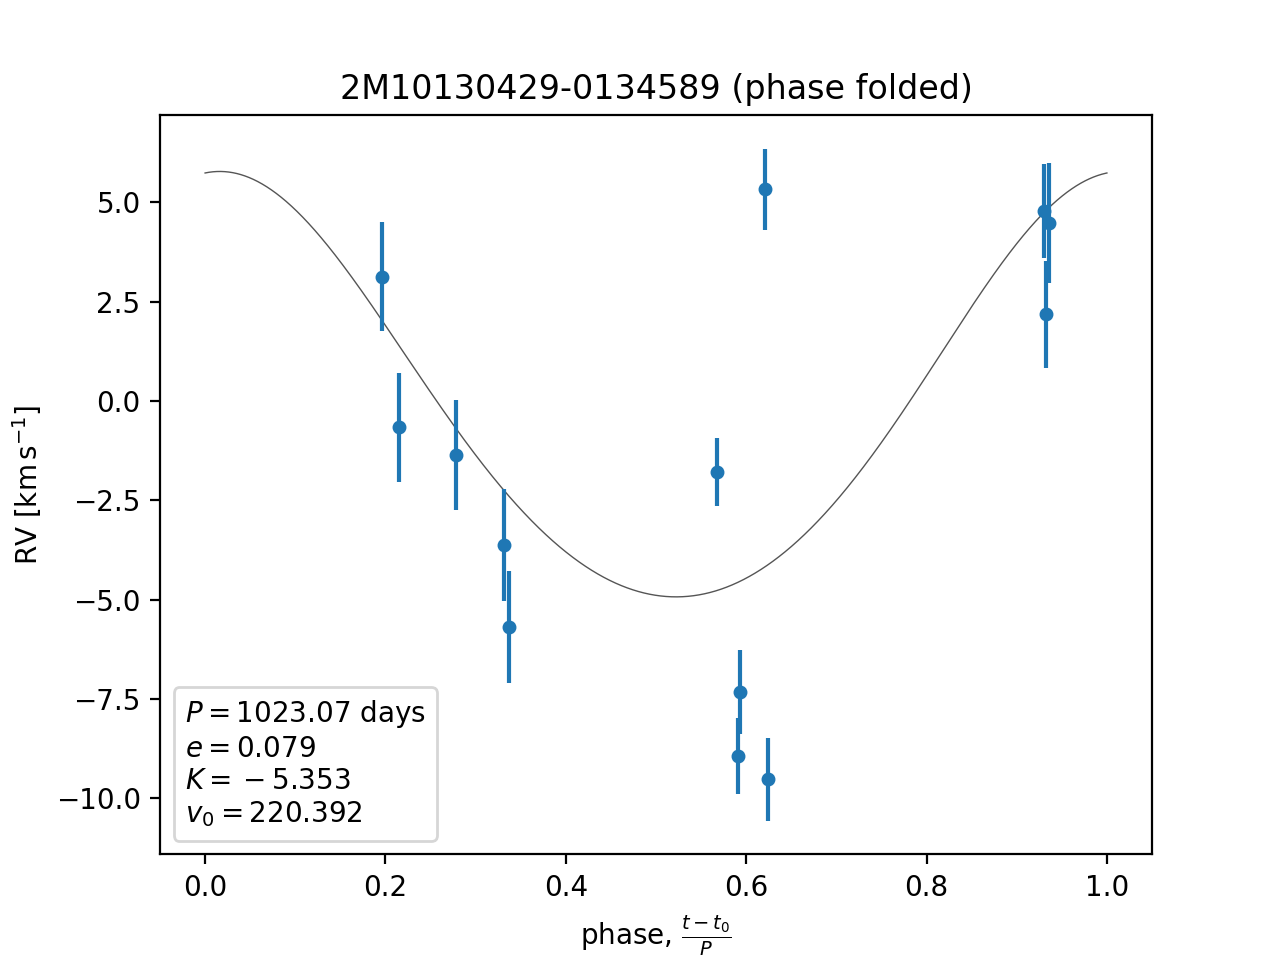 2M10130429-0134589 (phase folded)
RV [km s⁻¹]
5.0
2.5
0.0
−2.5
−5.0
−7.5
−10.0
P = 1023.07 days
e = 0.079
K = −5.353
v₀ = 220.392
0.0 0.2 0.4 0.6 0.8 1.0
phase, (t − t₀)/P